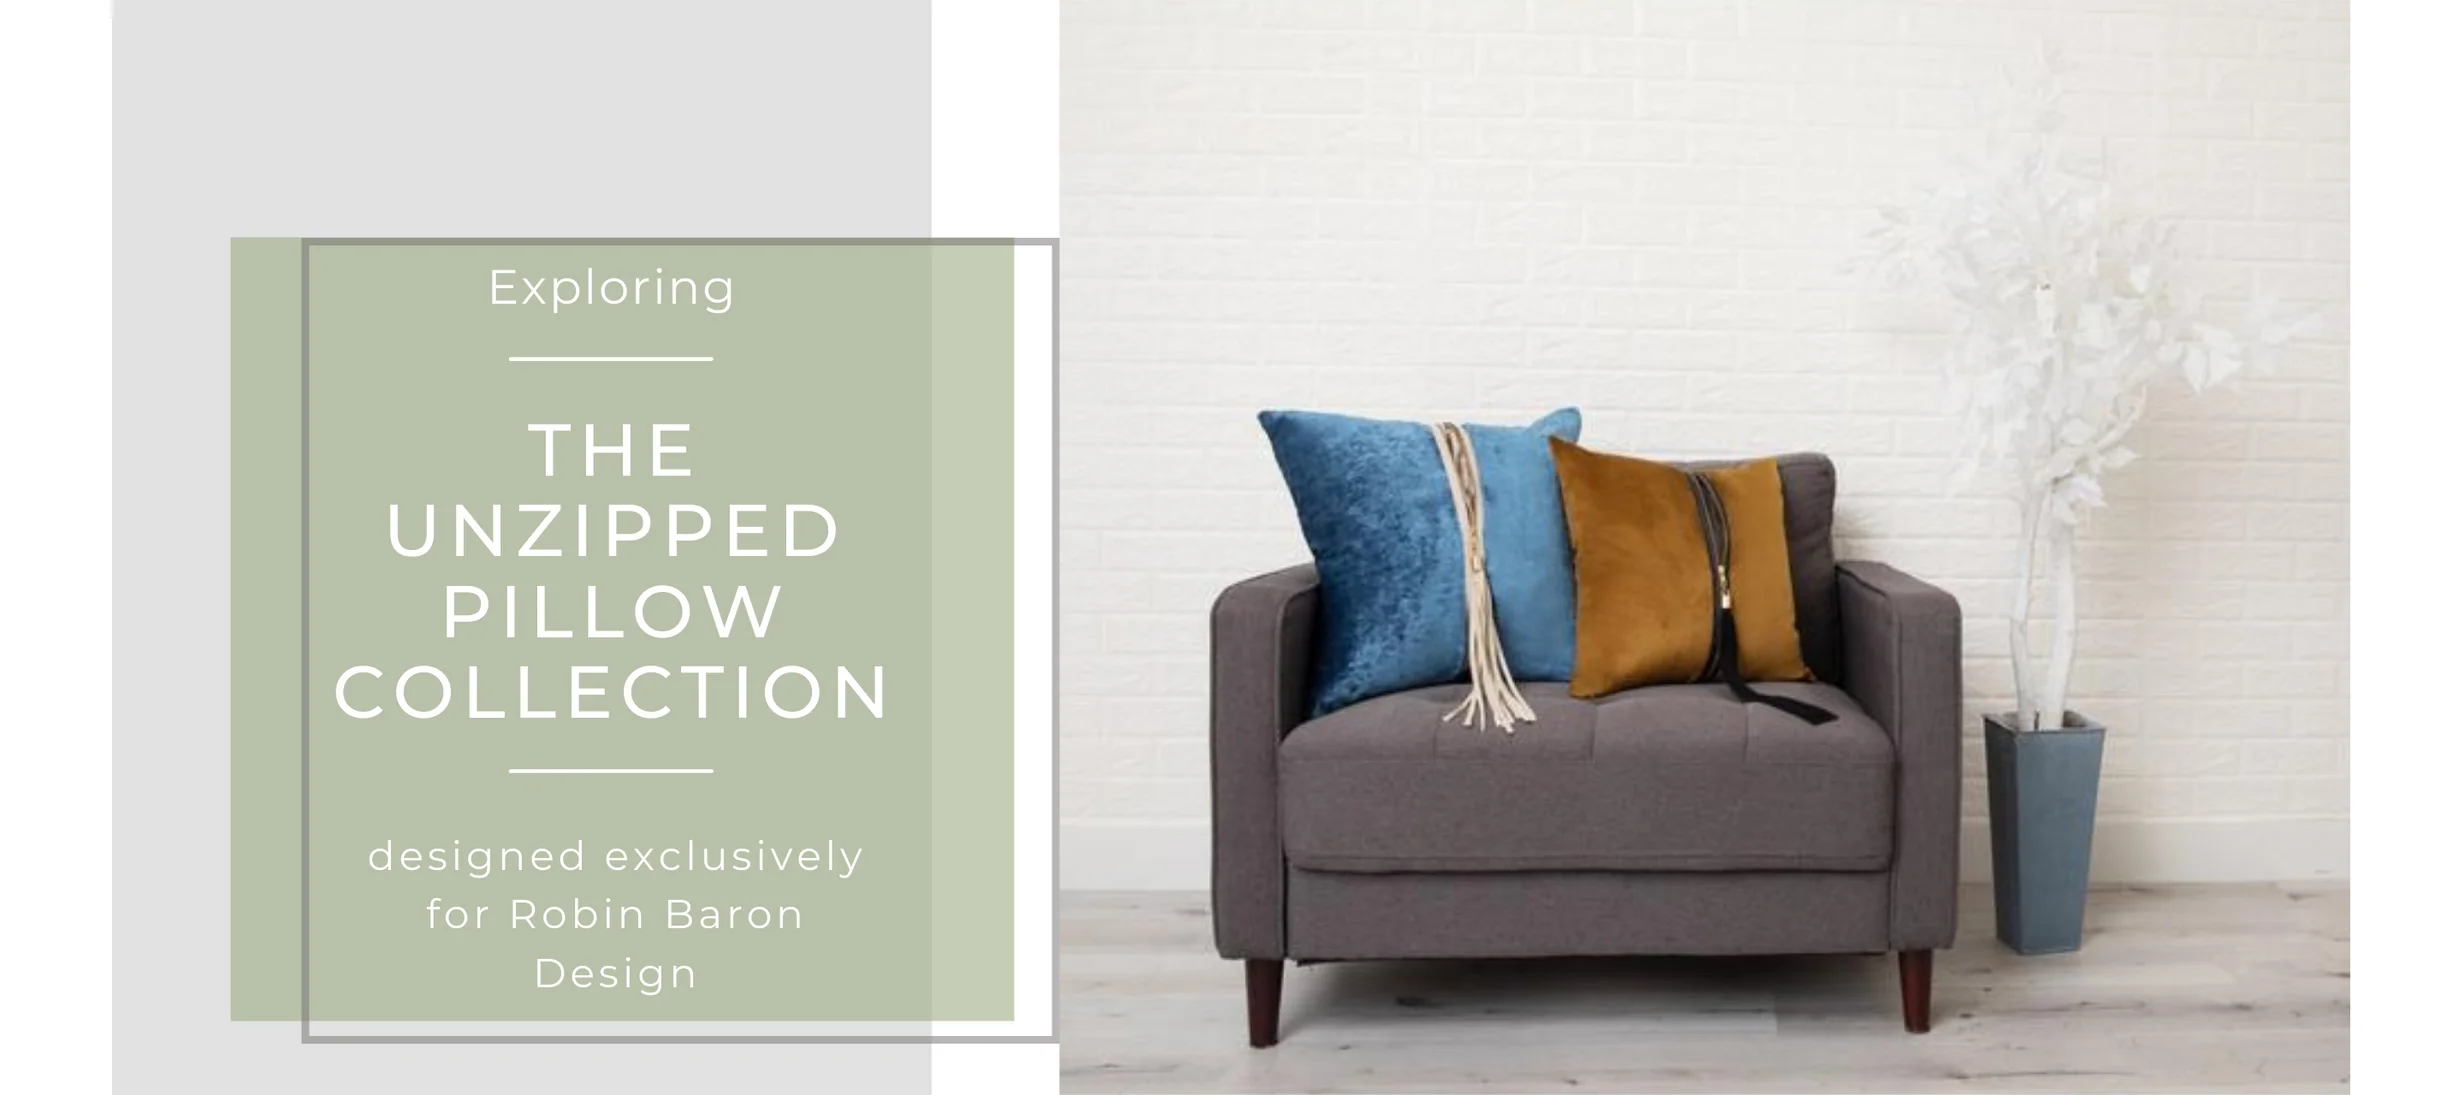 Exploring
THE
UNZIPPED
PILLOW
COLLECTION
designed exclusively
for Robin Baron
Design